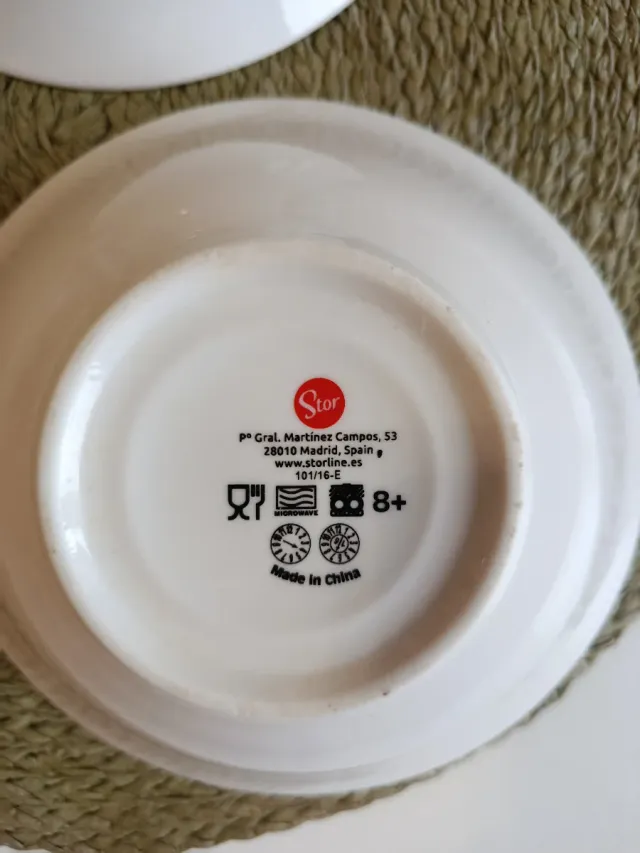 Stor
Pº Gral. Martínez Campos, 53
28010 Madrid, Spain
www.storline.es
101/16-E
MICROWAVE
8+
Made in China